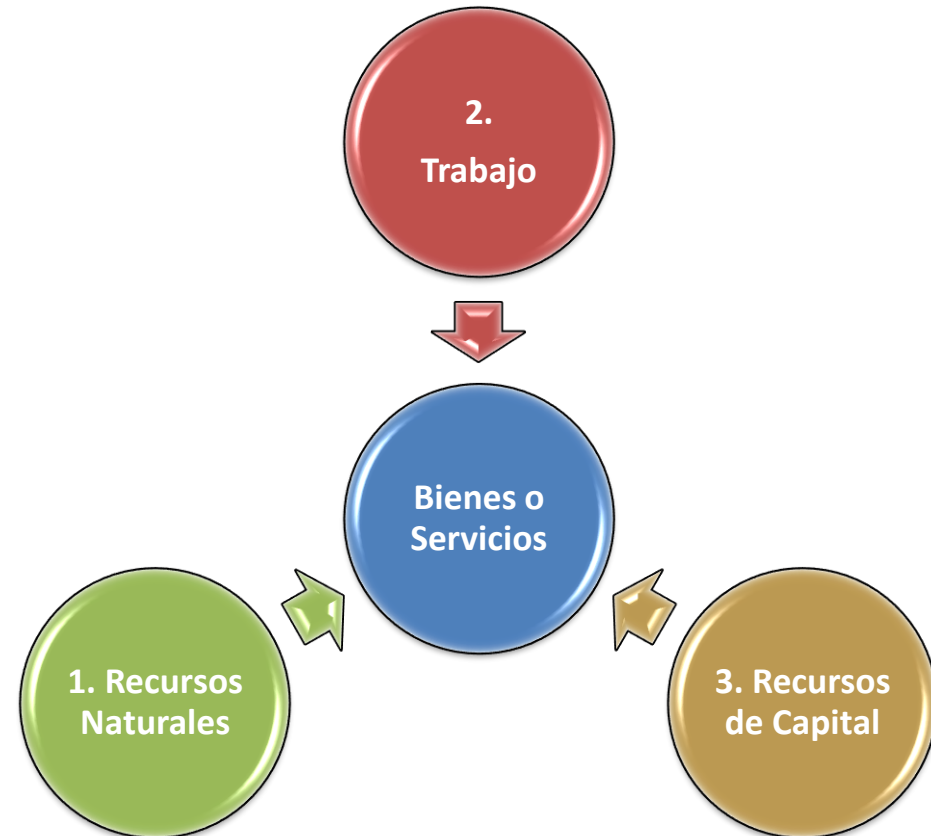 2.
Trabajo
Bienes o
Servicios
1. Recursos
Naturales
3. Recursos
de Capital